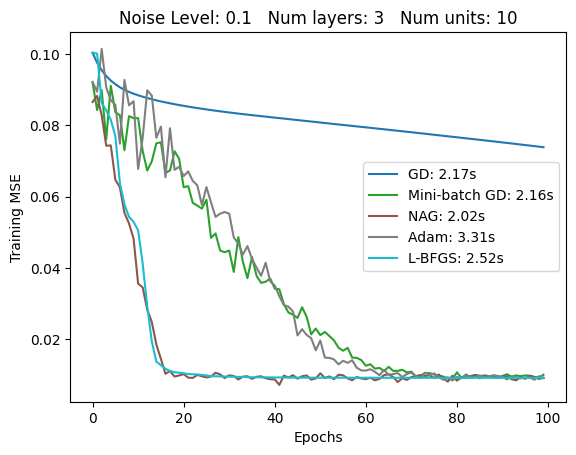 Noise Level: 0.1   Num layers: 3   Num units: 10
0.10
0.08
0.06
0.04
0.02
Training MSE
GD: 2.17s
Mini-batch GD: 2.16s
NAG: 2.02s
Adam: 3.31s
L-BFGS: 2.52s
0 20 40 60 80 100
Epochs